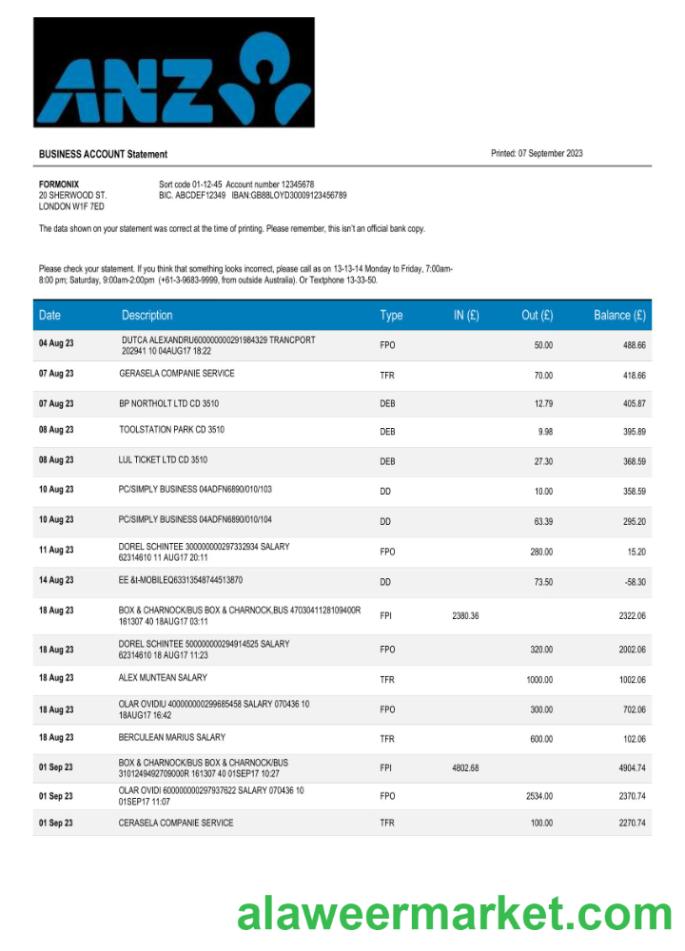 ANZ
BUSINESS ACCOUNT Statement
Printed: 07 September 2023
FORMONIX
Sort code 01-12-45 Account number 12345678
20 SHERWOOD ST.
BIC. ABCDEF12349 IBAN:GB88LOYD30009123456789
LONDON W1F 7ED
The data shown on your statement was correct at the time of printing. Please remember, this isn't an official bank copy.
Please check your statement. If you think that something looks incorrect, please call as on 13-13-14 Monday to Friday, 7:00am-
8:00 pm; Saturday, 9:00am-2:00pm (+61-3-9683-9999, from outside Australia). Or Textphone 13-33-50.
Date Description Type IN (£) Out (£) Balance (£)
04 Aug 23 DUTCA ALEXANDRU600000000291984329 TRANCPORT FPO 50.00 488.66
202941 10 04AUG17 18:22
07 Aug 23 GERASELA COMPANIE SERVICE TFR 70.00 418.66
07 Aug 23 BP NORTHOLT LTD CD 3510 DEB 12.79 405.87
08 Aug 23 TOOLSTATION PARK CD 3510 DEB 9.98 395.89
08 Aug 23 LUL TICKET LTD CD 3510 DEB 27.30 368.59
10 Aug 23 PC/SIMPLY BUSINESS 04ADFN6890/010/103 DD 10.00 358.59
10 Aug 23 PC/SIMPLY BUSINESS 04ADFN6890/010/104 DD 63.39 295.20
11 Aug 23 DOREL SCHINTEE 300000000297332934 SALARY FPO 280.00 15.20
62314610 11 AUG17 20:11
14 Aug 23 EE &t-MOBILEQ63313548744513870 DD 73.50 -58.30
18 Aug 23 BOX & CHARNOCK/BUS BOX & CHARNOCK,BUS 4703041128109400R FPI 2380.36 2322.06
161307 40 18AUG17 03:11
18 Aug 23 DOREL SCHINTEE 500000000294914525 SALARY FPO 320.00 2002.06
62314610 18 AUG17 11:23
18 Aug 23 ALEX MUNTEAN SALARY TFR 1000.00 1002.06
18 Aug 23 OLAR OVIDIU 400000000299685458 SALARY 070436 10 FPO 300.00 702.06
18AUG17 16:42
18 Aug 23 BERCULEAN MARIUS SALARY TFR 600.00 102.06
01 Sep 23 BOX & CHARNOCK/BUS BOX & CHARNOCK/BUS FPI 4802.68 4904.74
3101249492709000R 161307 40 01SEP17 10:27
01 Sep 23 OLAR OVIDI 600000000297937622 SALARY 070436 10 FPO 2534.00 2370.74
01SEP17 11:07
01 Sep 23 CERASELA COMPANIE SERVICE TFR 100.00 2270.74
alaweermarket.com